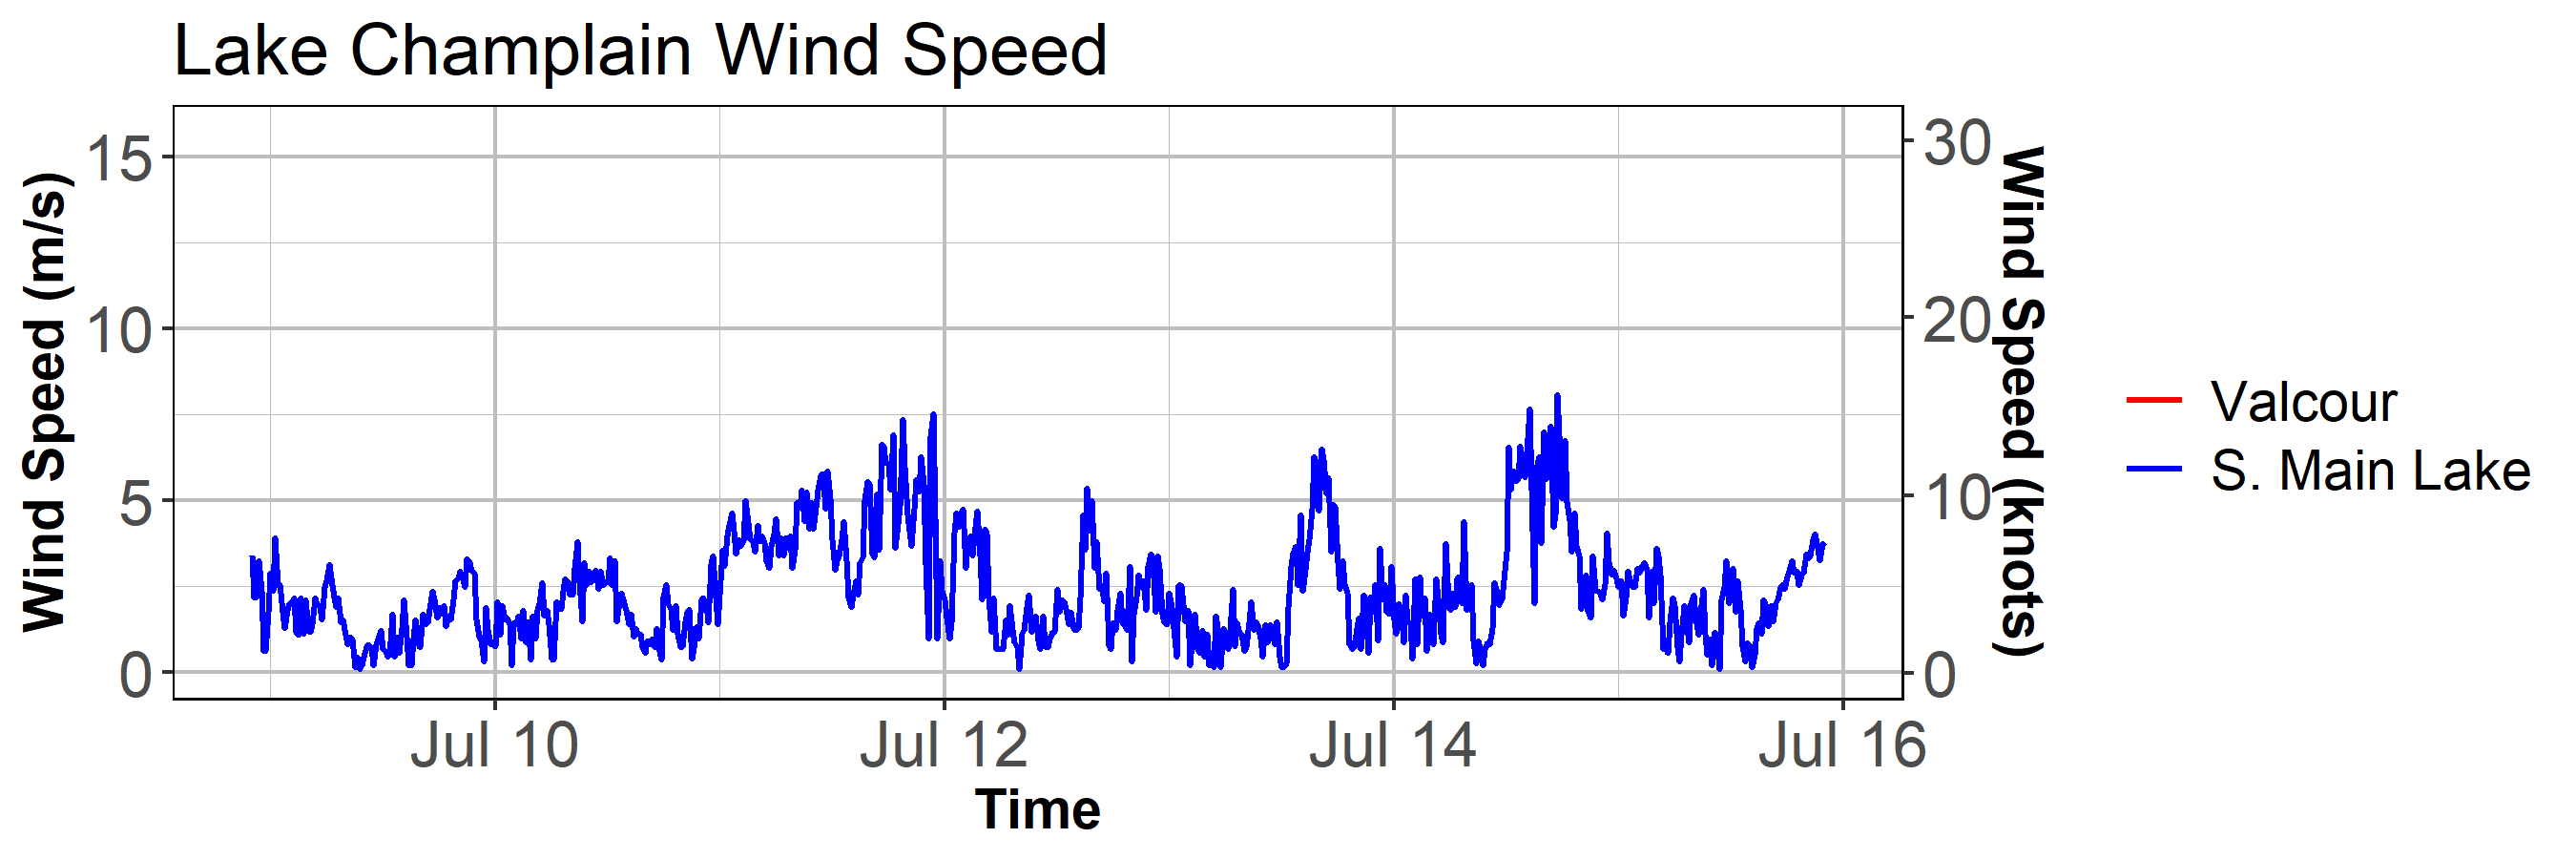 Lake Champlain Wind Speed
Wind Speed (m/s)
15
10
5
0
30
20
10
0
Wind Speed (knots)
Valcour
S. Main Lake
Jul 10
Jul 12
Jul 14
Jul 16
Time